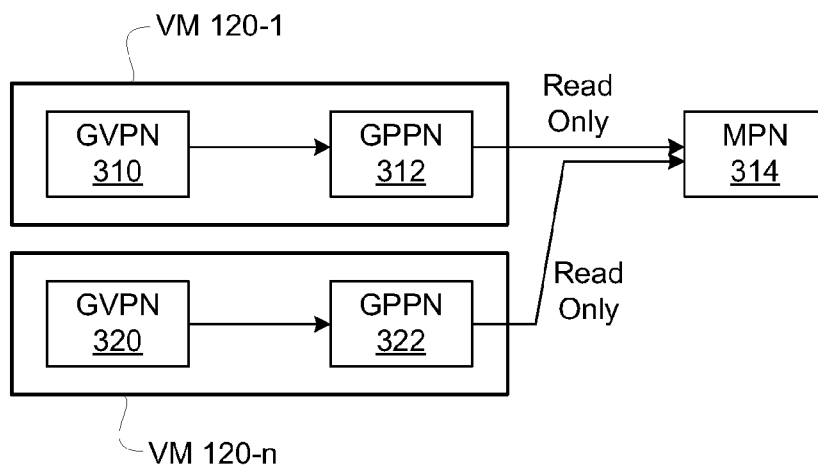 VM 120-1
GVPN
310
GPPN
312
Read
Only
MPN
314
GVPN
320
GPPN
322
Read
Only
VM 120-n